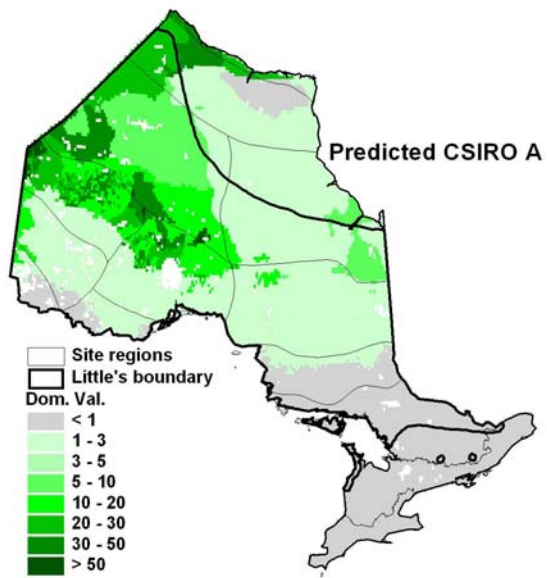 Predicted CSIRO A
Site regions
Little's boundary
Dom. Val.
< 1
1 - 3
3 - 5
5 - 10
10 - 20
20 - 30
30 - 50
> 50